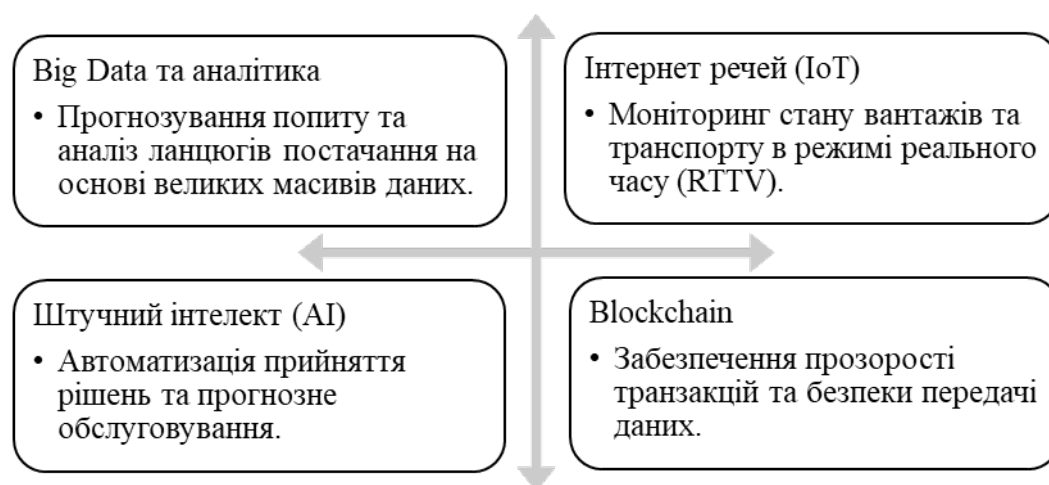 Big Data та аналітика
• Прогнозування попиту та
аналіз ланцюгів постачання на
основі великих масивів даних.
Інтернет речей (IoT)
• Моніторинг стану вантажів та
транспорту в режимі реального
часу (RTTV).
Штучний інтелект (AI)
• Автоматизація прийняття
рішень та прогнозне
обслуговування.
Blockchain
• Забезпечення прозорості
транзакцій та безпеки передачі
даних.